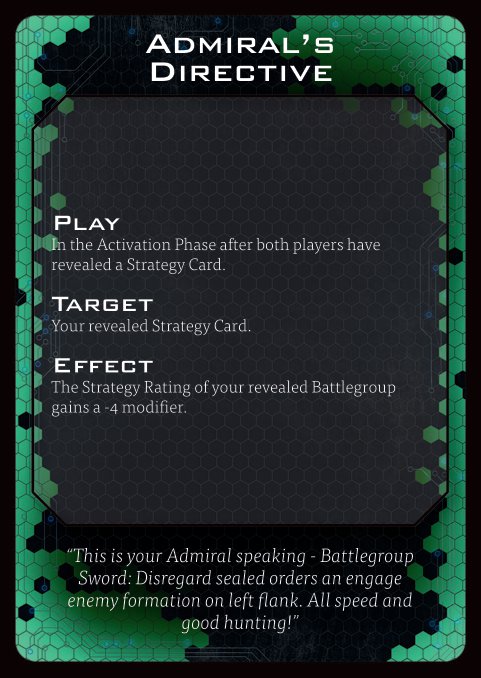 ADMIRAL'S
DIRECTIVE
PLAY
In the Activation Phase after both players have
revealed a Strategy Card.
TARGET
Your revealed Strategy Card.
EFFECT
The Strategy Rating of your revealed Battlegroup
gains a -4 modifier.
“This is your Admiral speaking - Battlegroup
Sword: Disregard sealed orders an engage
enemy formation on left flank. All speed and
good hunting!”